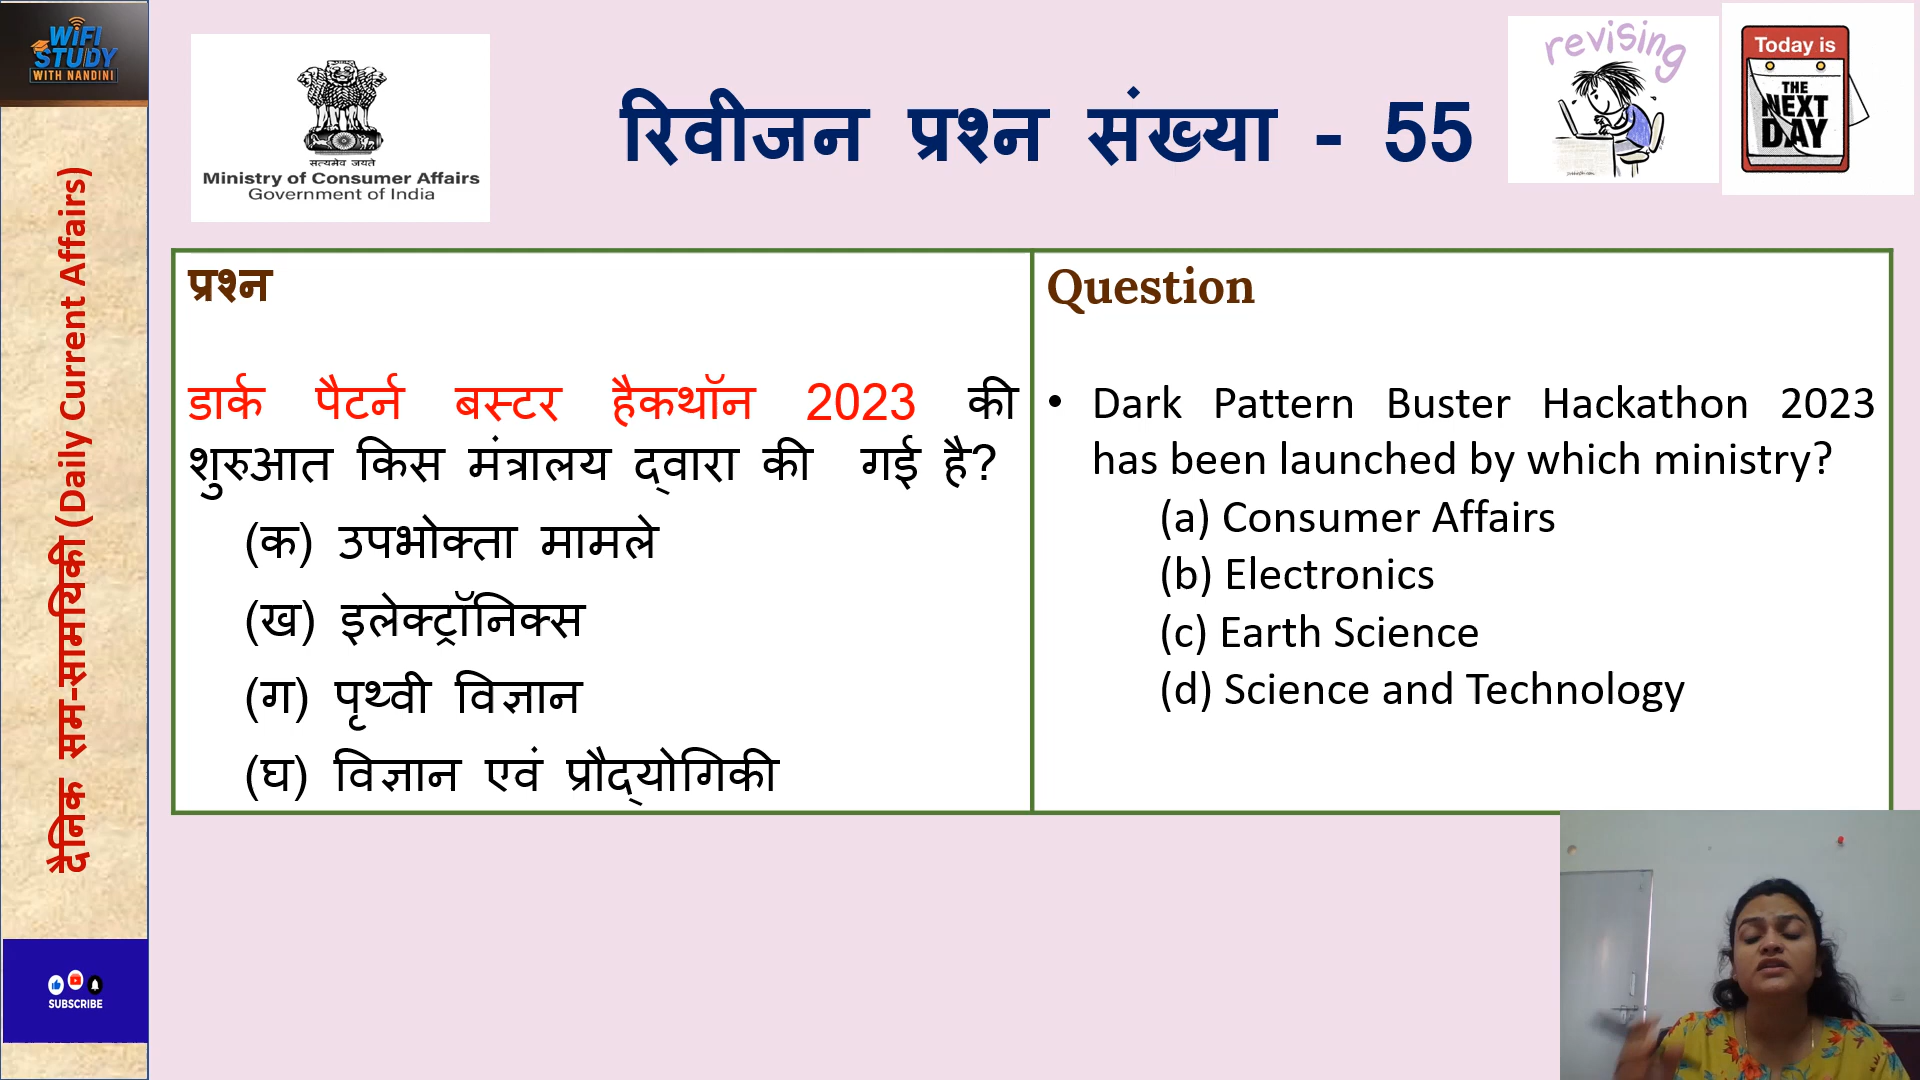 WiFi
STUDY
WITH NANDINI
दैनिक सम-सामयिकी (Daily Current Affairs)
SUBSCRIBE
सत्यमेव जयते
Ministry of Consumer Affairs
Government of India
रिवीजन प्रश्न संख्या - 55
revising
Today is
THE
NEXT
DAY
प्रश्न
डार्क पैटर्न बस्टर हैकथॉन 2023 की
शुरुआत किस मंत्रालय द्वारा की गई है?
(क) उपभोक्ता मामले
(ख) इलेक्ट्रॉनिक्स
(ग) पृथ्वी विज्ञान
(घ) विज्ञान एवं प्रौद्योगिकी
Question
• Dark Pattern Buster Hackathon 2023
has been launched by which ministry?
(a) Consumer Affairs
(b) Electronics
(c) Earth Science
(d) Science and Technology